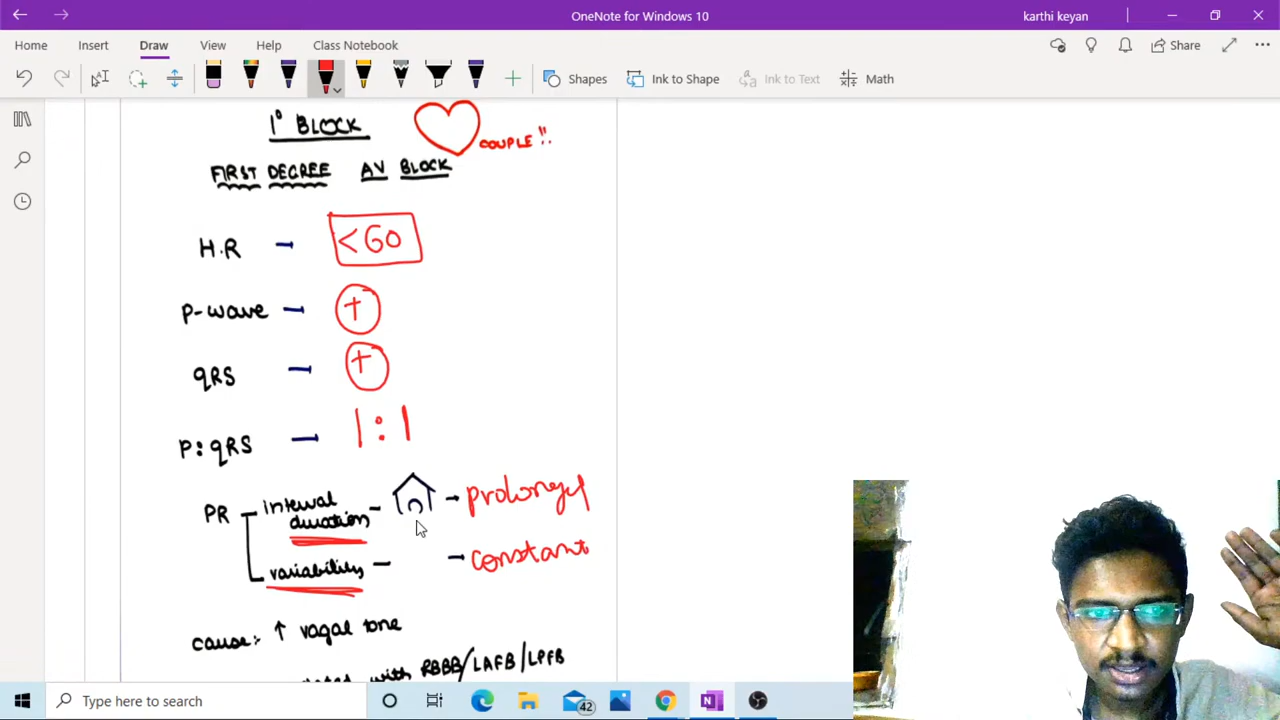 OneNote for Windows 10
karthi keyan
Home Insert Draw View Help Class Notebook
Share
Shapes Ink to Shape Ink to Text Math
1° BLOCK
COUPLE !!
FIRST DEGREE AV BLOCK
H.R - <60
P-wave - +
qRS - +
P:qRS - 1:1
PR - interval duration - → prolonged
variability - → constant
cause:- ↑ vagal tone
with RBBB/LAFB/LPFB
Type here to search
42